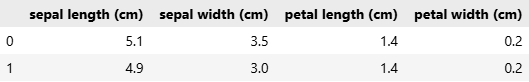 sepal length (cm) sepal width (cm) petal length (cm) petal width (cm)
0 5.1 3.5 1.4 0.2
1 4.9 3.0 1.4 0.2